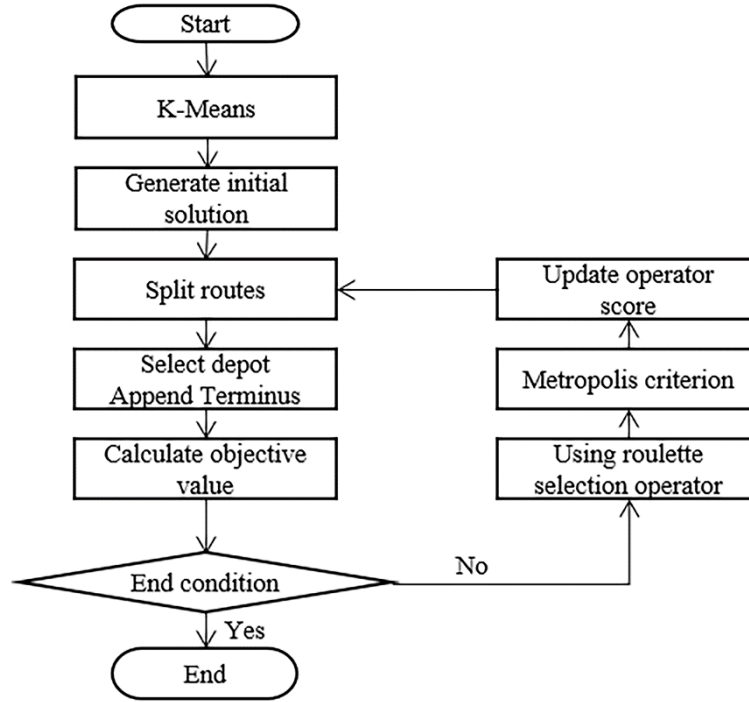 Start
K-Means
Generate initial
solution
Split routes
Select depot
Append Terminus
Calculate objective
value
End condition
Yes
End
No
Using roulette
selection operator
Metropolis criterion
Update operator
score